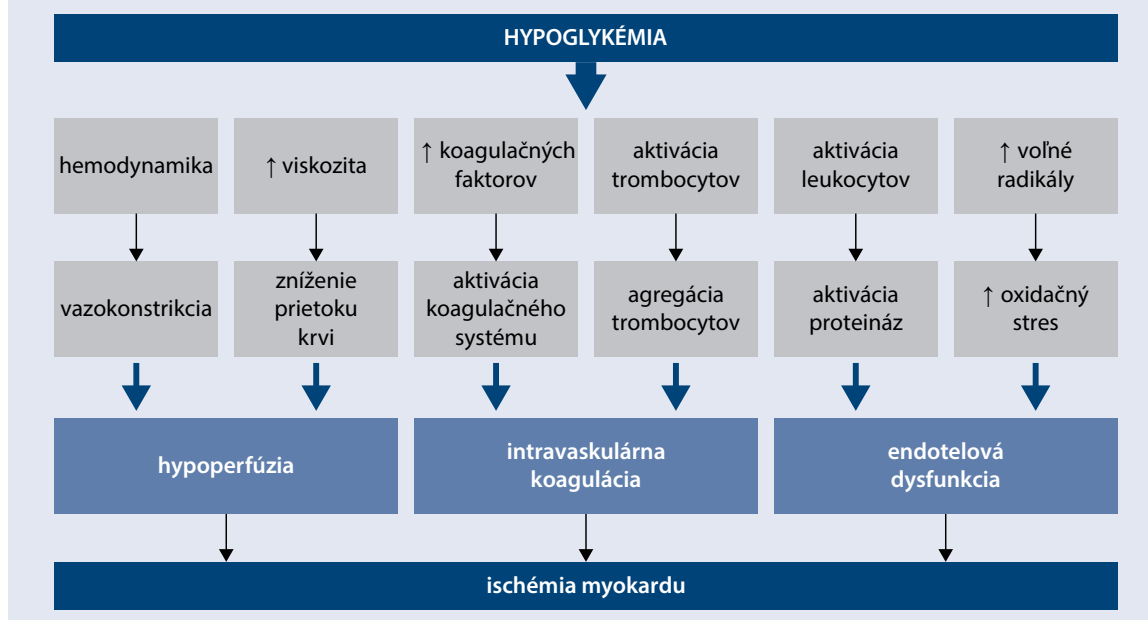 HYPOGLYKÉMIA
hemodynamika
↑ viskozita
↑ koagulačných
faktorov
aktivácia
trombocytov
aktivácia
leukocytov
↑ voľné
radikály
vazokonstrikcia
zníženie
prietoku
krvi
aktivácia
koagulačného
systému
agregácia
trombocytov
aktivácia
proteináz
↑ oxidačný
stres
hypoperfúzia
intravaskulárna
koagulácia
endotelová
dysfunkcia
ischémia myokardu